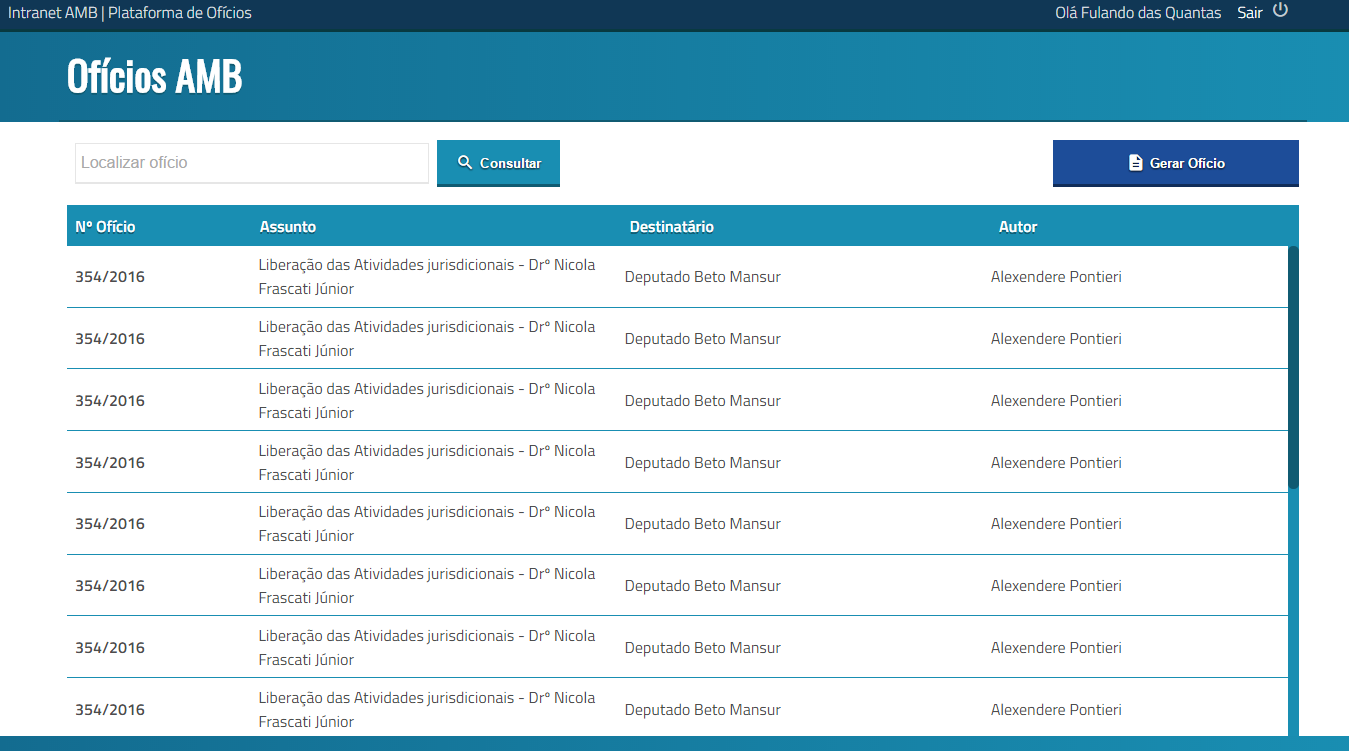 Intranet AMB | Plataforma de Ofícios
Olá Fulando das Quantas Sair
Ofícios AMB
Localizar ofício
Consultar
Gerar Ofício
Nº Ofício Assunto Destinatário Autor
354/2016 Liberação das Atividades jurisdicionais - Drº Nicola
Frascati Júnior Deputado Beto Mansur Alexendere Pontieri
354/2016 Liberação das Atividades jurisdicionais - Drº Nicola
Frascati Júnior Deputado Beto Mansur Alexendere Pontieri
354/2016 Liberação das Atividades jurisdicionais - Drº Nicola
Frascati Júnior Deputado Beto Mansur Alexendere Pontieri
354/2016 Liberação das Atividades jurisdicionais - Drº Nicola
Frascati Júnior Deputado Beto Mansur Alexendere Pontieri
354/2016 Liberação das Atividades jurisdicionais - Drº Nicola
Frascati Júnior Deputado Beto Mansur Alexendere Pontieri
354/2016 Liberação das Atividades jurisdicionais - Drº Nicola
Frascati Júnior Deputado Beto Mansur Alexendere Pontieri
354/2016 Liberação das Atividades jurisdicionais - Drº Nicola
Frascati Júnior Deputado Beto Mansur Alexendere Pontieri
354/2016 Liberação das Atividades jurisdicionais - Drº Nicola
Frascati Júnior Deputado Beto Mansur Alexendere Pontieri